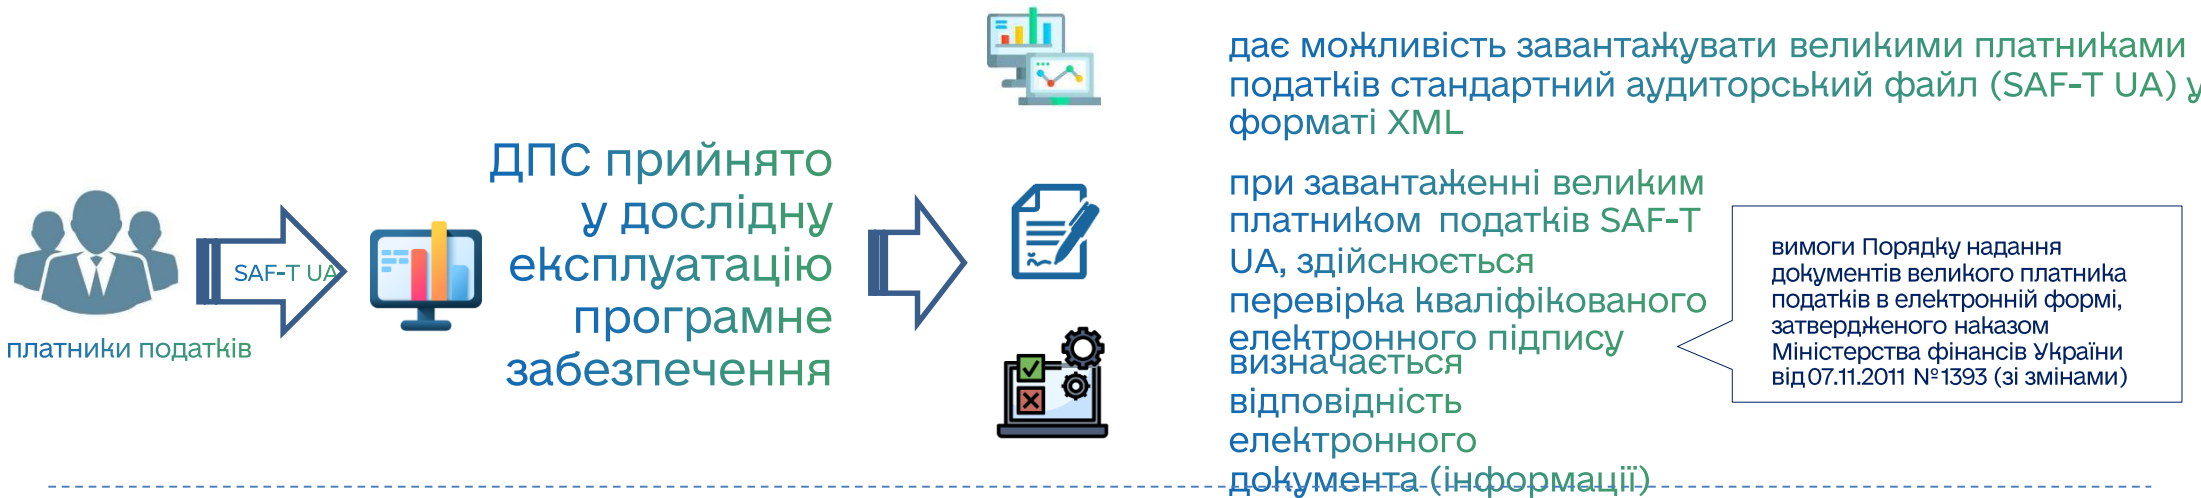 платники податків
SAF-T UA
ДПС прийнято
у дослідну
експлуатацію
програмне
забезпечення
дає можливість завантажувати великими платниками
податків стандартний аудиторський файл (SAF-T UA) у
форматі XML
при завантаженні великим
платником податків SAF-T
UA, здійснюється
перевірка кваліфікованого
електронного підпису
визначається
відповідність
електронного
документа (інформації)
вимоги Порядку надання
документів великого платника
податків в електронній формі,
затвердженого наказом
Міністерства фінансів України
від 07.11.2011 №1393 (зі змінами)